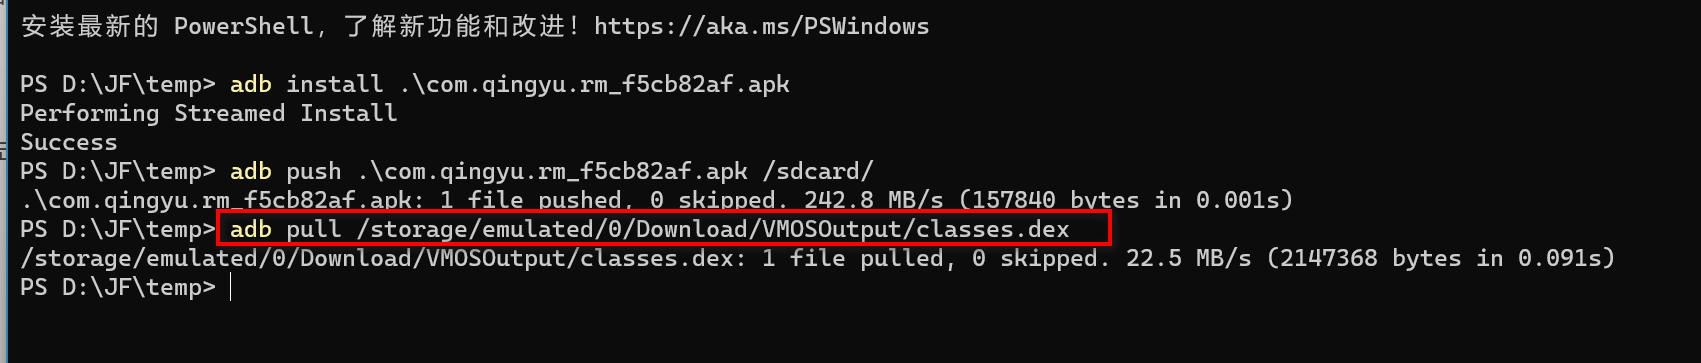 安装最新的 PowerShell，了解新功能和改进！https://aka.ms/PSWindows
PS D:\JF\temp> adb install .\com.qingyu.rm_f5cb82af.apk
Performing Streamed Install
Success
PS D:\JF\temp> adb push .\com.qingyu.rm_f5cb82af.apk /sdcard/
.\com.qingyu.rm_f5cb82af.apk: 1 file pushed, 0 skipped. 242.8 MB/s (157840 bytes in 0.001s)
PS D:\JF\temp> adb pull /storage/emulated/0/Download/VMOSOutput/classes.dex
/storage/emulated/0/Download/VMOSOutput/classes.dex: 1 file pulled, 0 skipped. 22.5 MB/s (2147368 bytes in 0.091s)
PS D:\JF\temp>